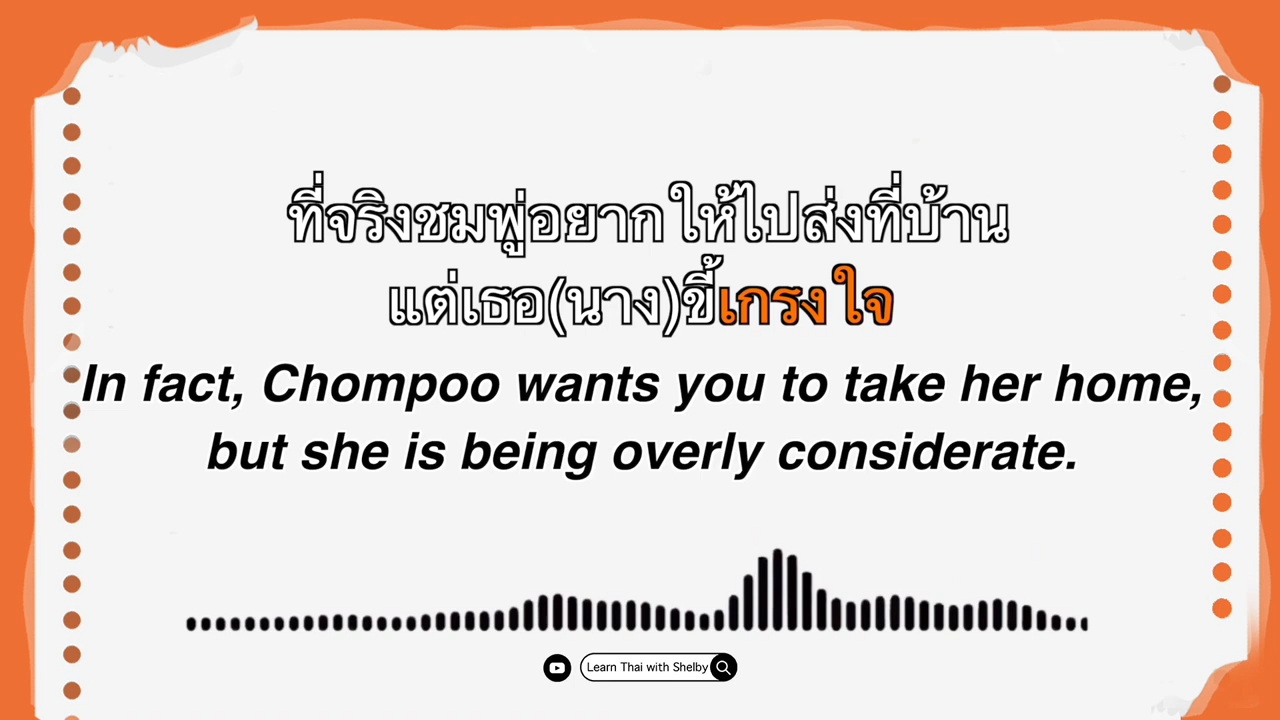 ที่จริงชมพู่อยากให้ไปส่งที่บ้าน
แต่เธอ(นาง)ขี้เกรงใจ
In fact, Chompoo wants you to take her home,
but she is being overly considerate.
Learn Thai with Shelby